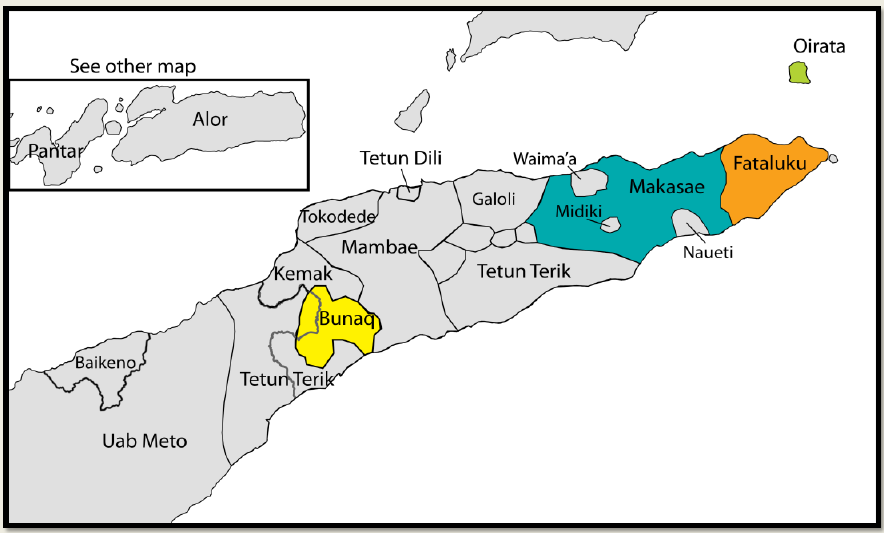 Oirata
See other map
Alor
Pantar
Tetun Dili
Waima'a
Fataluku
Makasae
Galoli
Midiki
Tokodede
Mambae
Naueti
Kemak
Tetun Terik
Bunaq
Baikeno
Tetun Terik
Uab Meto